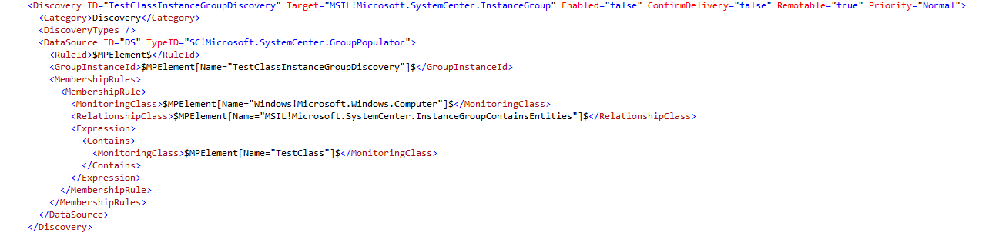 <Discovery ID="TestClassInstanceGroupDiscovery" Target="MSIL!Microsoft.SystemCenter.InstanceGroup" Enabled="false" ConfirmDelivery="false" Remotable="true" Priority="Normal">
<Category>Discovery</Category>
<DiscoveryTypes />
<DataSource ID="DS" TypeID="SC!Microsoft.SystemCenter.GroupPopulator">
<RuleId>$MPElement$</RuleId>
<GroupInstanceId>$MPElement[Name="TestClassInstanceGroupDiscovery"]$</GroupInstanceId>
<MembershipRules>
<MembershipRule>
<MonitoringClass>$MPElement[Name="Windows!Microsoft.Windows.Computer"]$</MonitoringClass>
<RelationshipClass>$MPElement[Name="MSIL!Microsoft.SystemCenter.InstanceGroupContainsEntities"]$</RelationshipClass>
<Expression>
<Contains>
<MonitoringClass>$MPElement[Name="TestClass"]$</MonitoringClass>
</Contains>
</Expression>
</MembershipRule>
</MembershipRules>
</DataSource>
</Discovery>